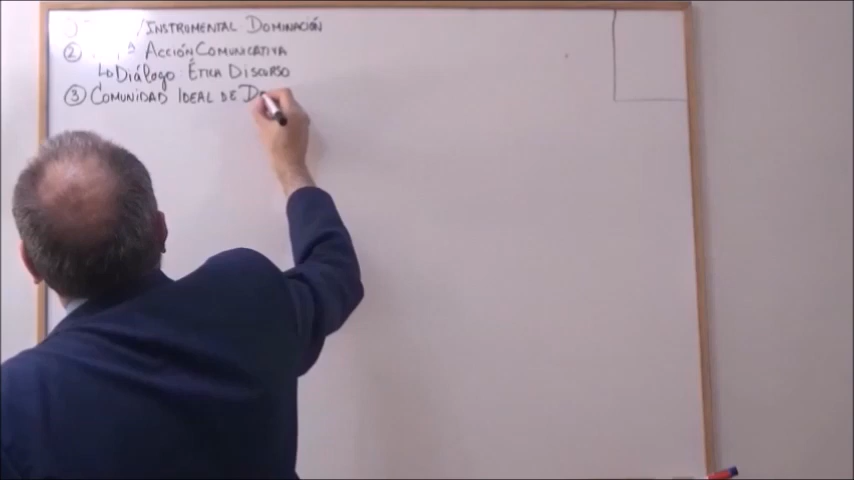 /Instrumental Dominación
② Acción Comunicativa
Diálogo Ética Discurso
③ Comunidad Ideal de